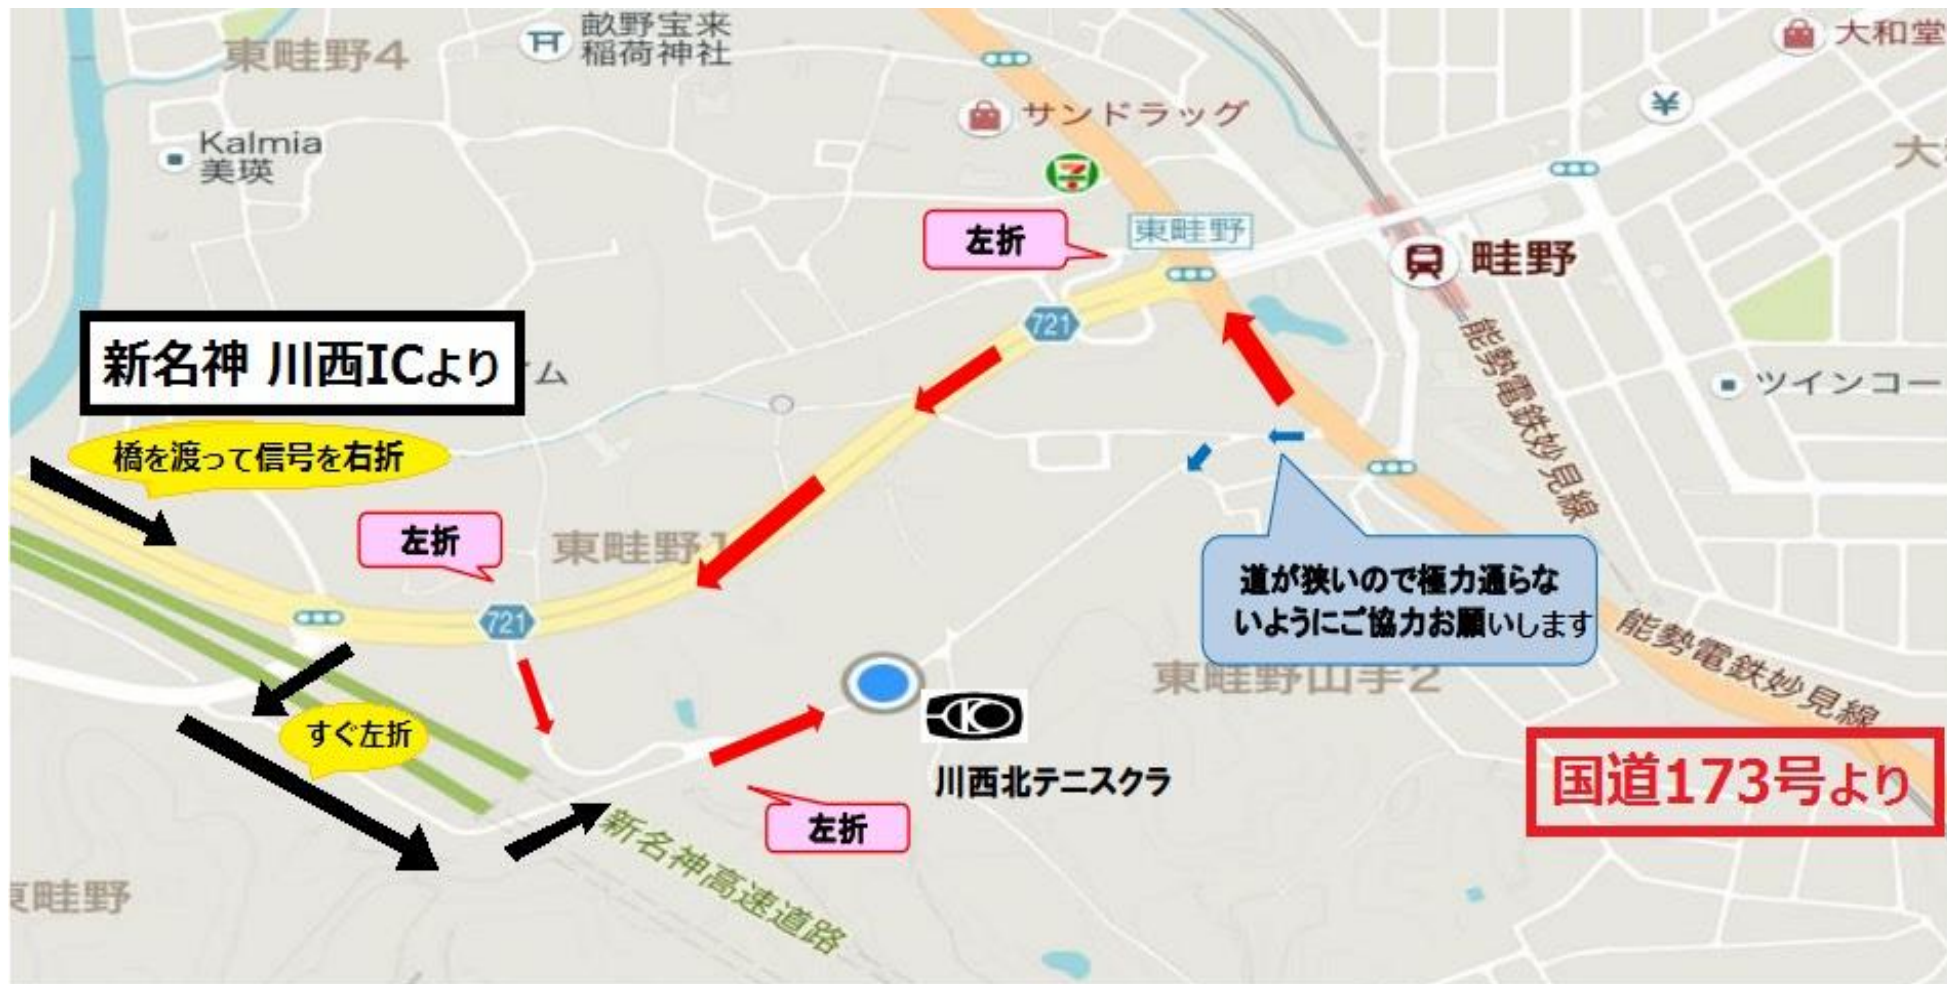 東畦野4
畝野宝来
稲荷神社
大和堂
サンドラッグ
Kalmia
美瑛
大
左折
東畦野
畦野
721
新名神 川西ICより
イム
能勢電鉄妙見線
ツインコー
橋を渡って信号を右折
左折
東畦野1
道が狭いので極力通らな
いようにご協力お願いします
721
能勢電鉄妙見線
東畦野山手2
すぐ左折
国道173号より
川西北テニスクラ
左折
新名神高速道路
東畦野